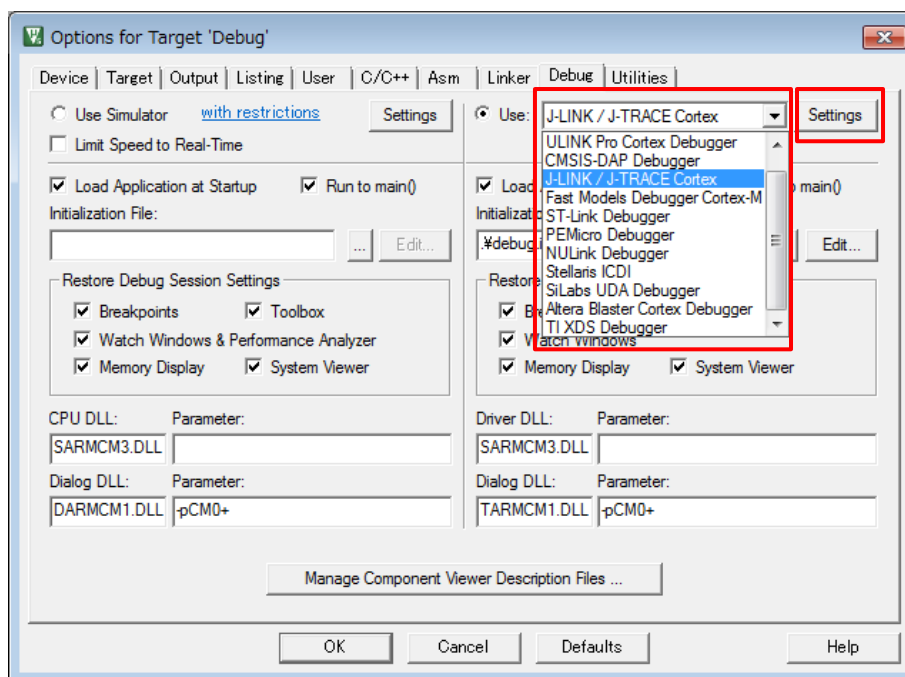 Options for Target 'Debug'
Device | Target | Output | Listing | User | C/C++ | Asm | Linker | Debug | Utilities
Use Simulator with restrictions Settings
Limit Speed to Real-Time
Use: J-LINK / J-TRACE Cortex Settings
ULINK Pro Cortex Debugger
CMSIS-DAP Debugger
J-LINK / J-TRACE Cortex
Fast Models Debugger Cortex-M
ST-Link Debugger
PEMicro Debugger
NULink Debugger
Stellaris ICDI
SiLabs UDA Debugger
Altera Blaster Cortex Debugger
TI XDS Debugger
Load Application at Startup Run to main()
Initialization File:
... Edit...
Restore Debug Session Settings
Breakpoints Toolbox
Watch Windows & Performance Analyzer
Memory Display System Viewer
CPU DLL: Parameter:
SARMCM3.DLL
Dialog DLL: Parameter:
DARMCM1.DLL -pCM0+
main()
Edit...
Watch Windows
Memory Display System Viewer
Driver DLL: Parameter:
SARMCM3.DLL
Dialog DLL: Parameter:
TARMCM1.DLL -pCM0+
Manage Component Viewer Description Files ...
OK Cancel Defaults Help